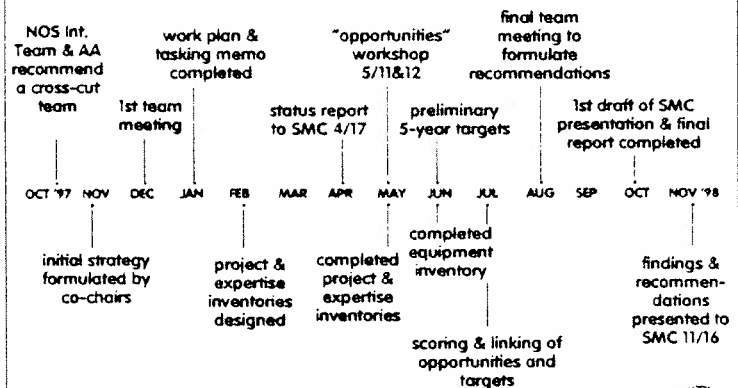 NOS Int.
Team & AA
recommend
a cross-cut
team
1st team
meeting
work plan &
tasking memo
completed
status report
to SMC 4/17
"opportunities"
workshop
5/11&12
preliminary
5-year targets
final team
meeting to
formulate
recommendations
1st draft of SMC
presentation & final
report completed
OCT '97 NOV DEC JAN FEB MAR APR MAY JUN JUL AUG SEP OCT NOV '98
initial strategy
formulated by
co-chairs
project &
expertise
inventories
designed
completed
project &
expertise
inventories
completed
equipment
inventory
scoring & linking of
opportunities and
targets
findings &
recommen-
dations
presented to
SMC 11/16